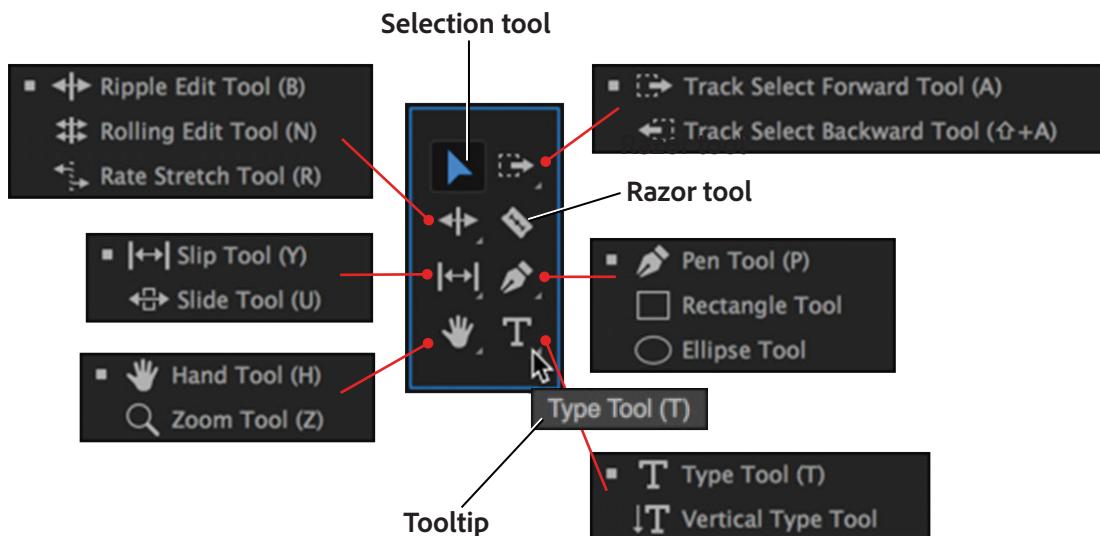 Selection tool
Ripple Edit Tool (B)
Rolling Edit Tool (N)
Rate Stretch Tool (R)
Track Select Forward Tool (A)
Track Select Backward Tool (⇧+A)
Razor tool
Slip Tool (Y)
Slide Tool (U)
Pen Tool (P)
Rectangle Tool
Ellipse Tool
Hand Tool (H)
Zoom Tool (Z)
T
Type Tool (T)
Tooltip
T Type Tool (T)
T Vertical Type Tool